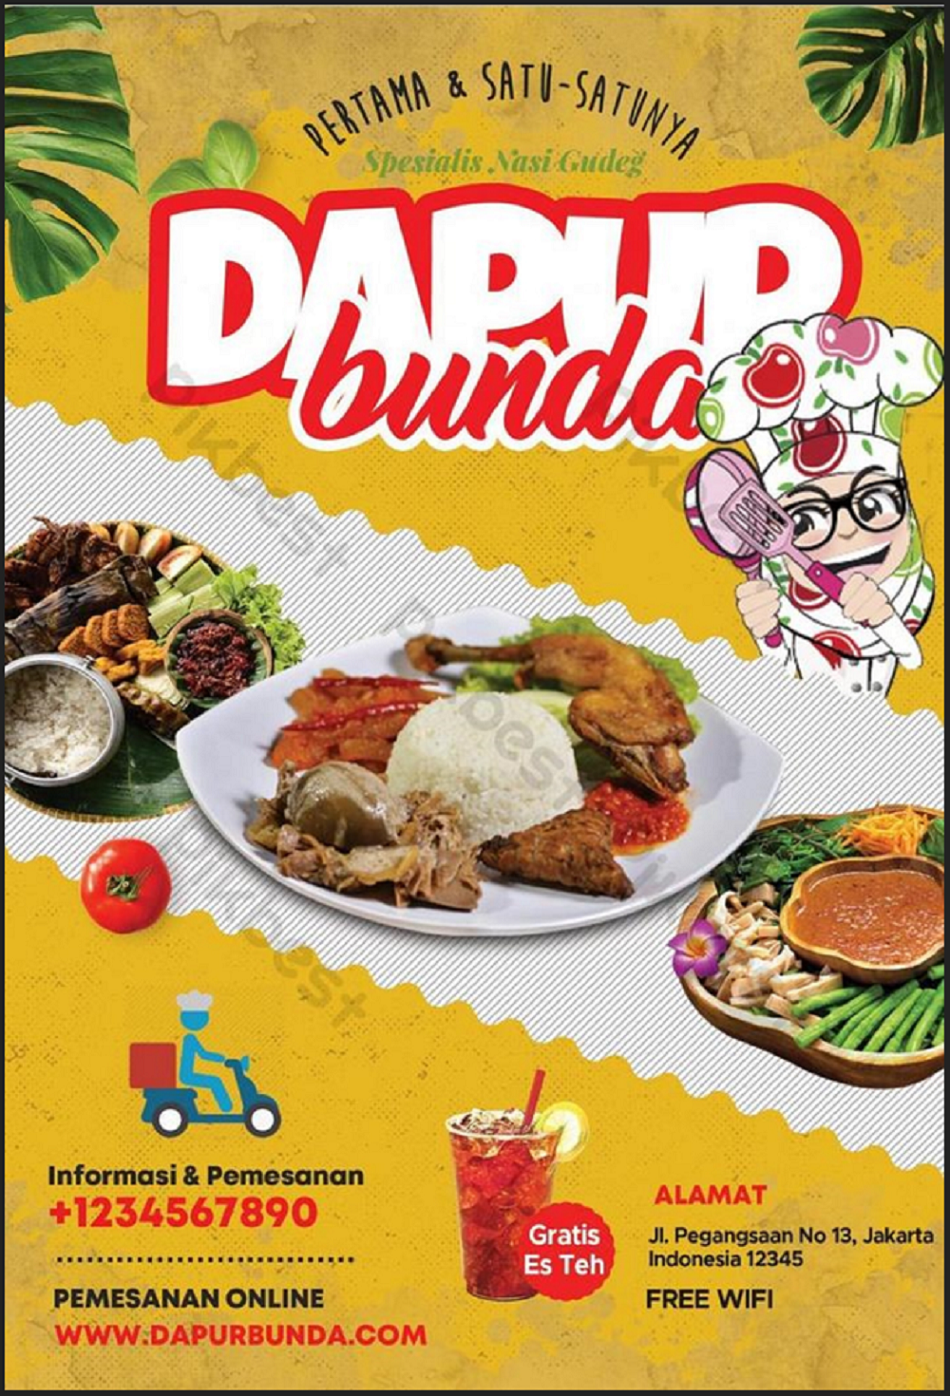 PERTAMA & SATU-SATUNYA
Spesialis Nasi Gudeg
DAPUR
bunda
Informasi & Pemesanan
+1234567890
PEMESANAN ONLINE
WWW.DAPURBUNDA.COM
Gratis
Es Teh
ALAMAT
Jl. Pegangsaan No 13, Jakarta
Indonesia 12345
FREE WIFI